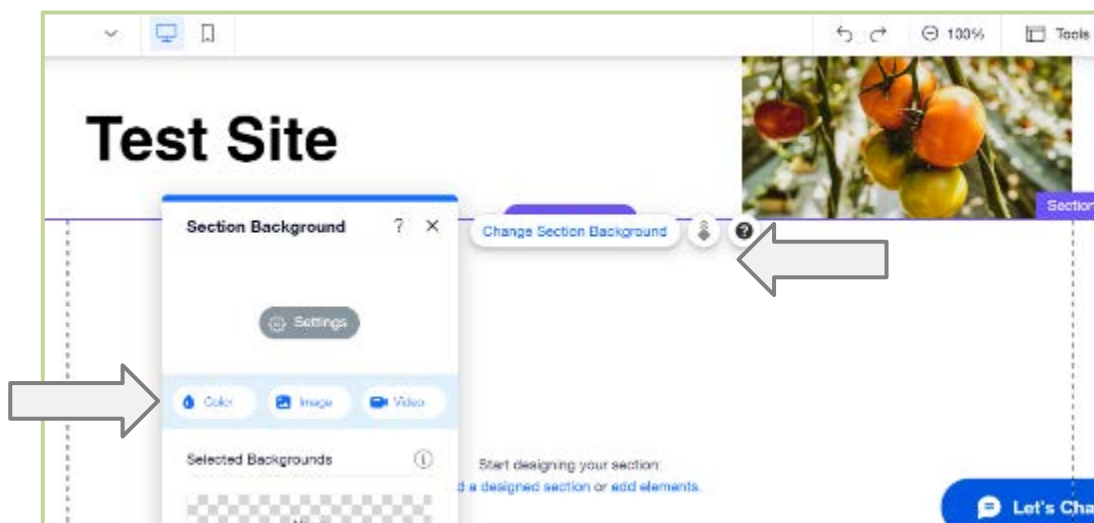 100% Tools
Test Site
Section
Section Background ? ×
Change Section Background ?
Settings
Color Image Video
Selected Backgrounds i
Start designing your section:
a designed section or add elements.
Let's Cha